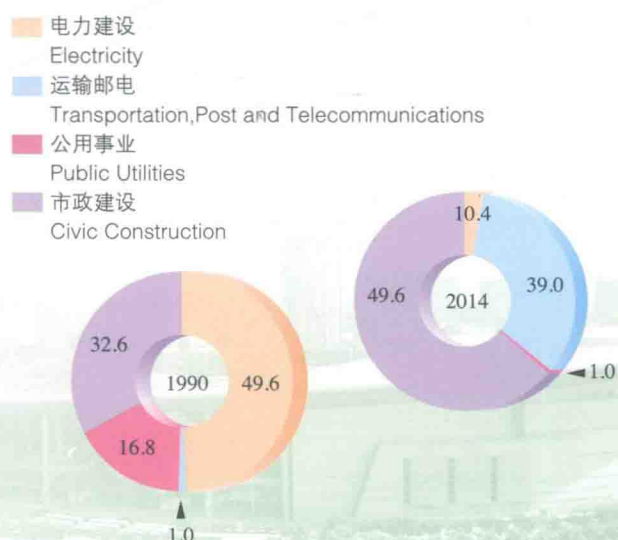 电力建设
Electricity
运输邮电
Transportation,Post and Telecommunications
公用事业
Public Utilities
市政建设
Civic Construction
10.4
39.0
49.6
2014
1.0
32.6
1990
49.6
16.8
1.0